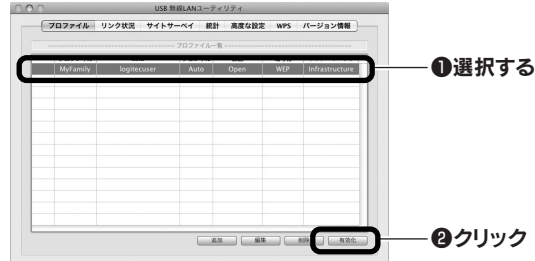 USB 無線LANユーティリティ
プロファイル リンク状況 サイトサーベイ 統計 高度な設定 WPS バージョン情報
プロファイル一覧
MyFamily logitecuser Auto Open WEP Infrastructure
❶選択する
追加 編集 削除 有効化
❷クリック